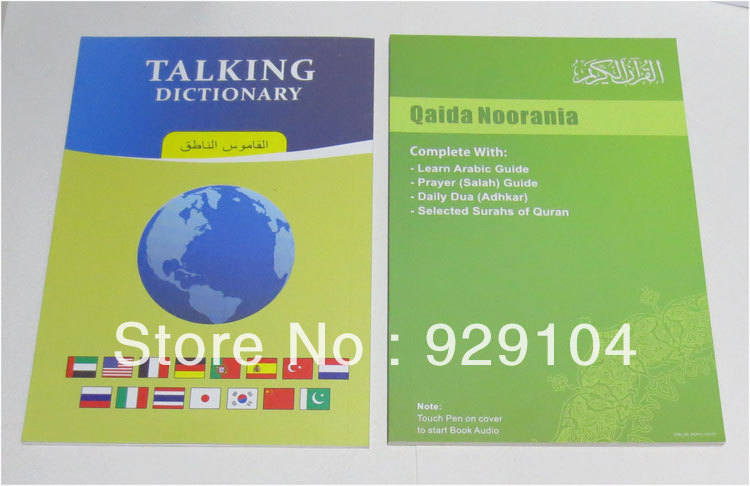 TALKING
DICTIONARY
القاموس الناطق
القرآن الكريم
Qaida Noorania
Complete With:
- Learn Arabic Guide
- Prayer (Salah) Guide
- Daily Dua (Adhkar)
- Selected Surahs of Quran
Store No : 929104
Note:
Touch Pen on cover
to start Book Audio